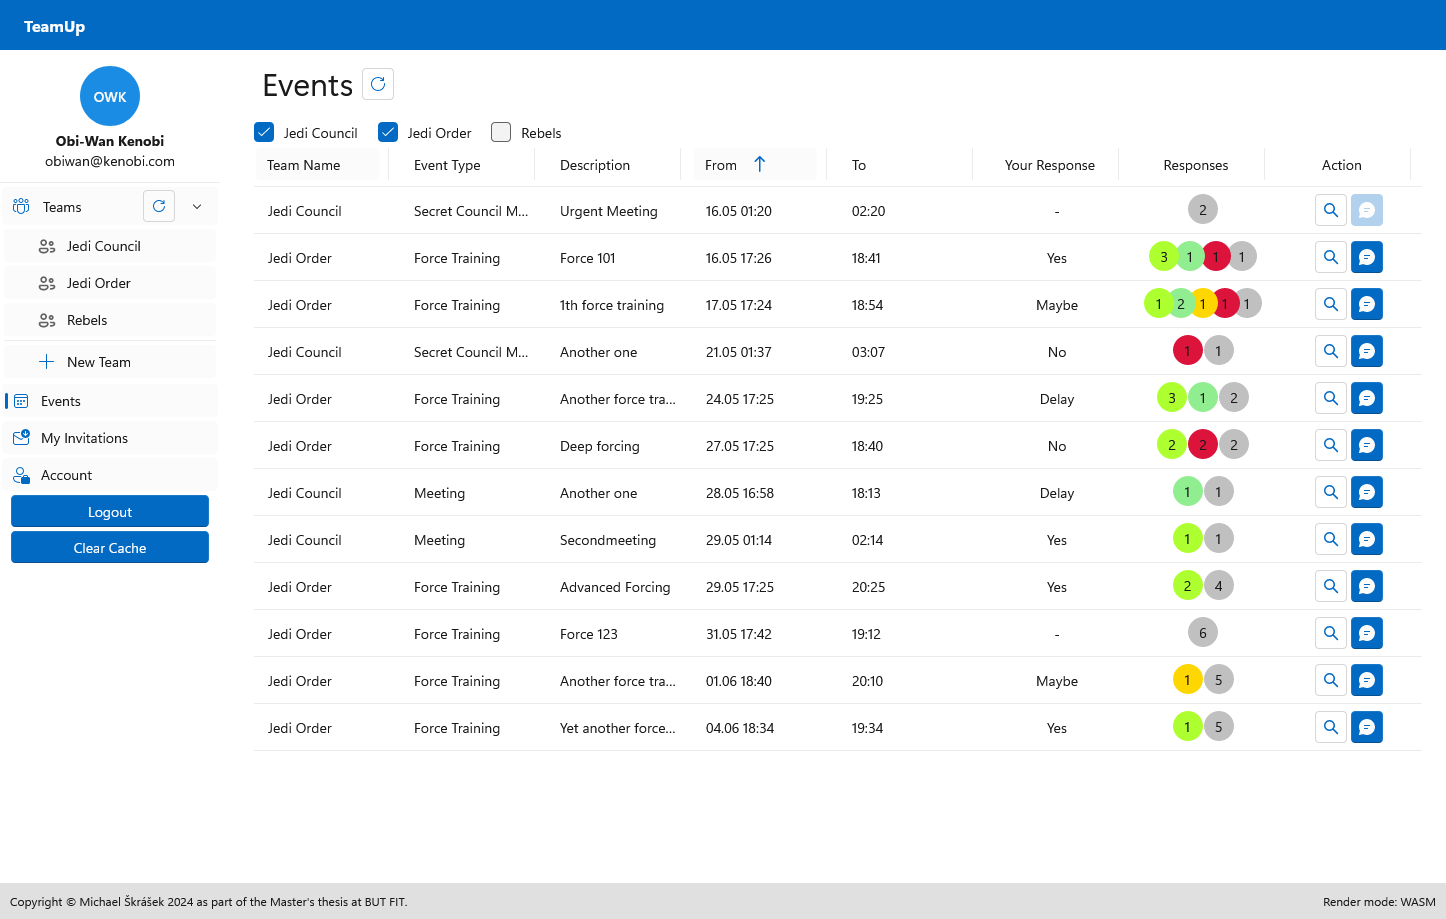 TeamUp
OWK
Obi-Wan Kenobi
obiwan@kenobi.com
Teams
Jedi Council
Jedi Order
Rebels
New Team
Events
My Invitations
Account
Logout
Clear Cache
Events
Jedi Council Jedi Order Rebels
Team Name Event Type Description From To Your Response Responses Action
Jedi Council Secret Council M... Urgent Meeting 16.05 01:20 02:20 - 2
Jedi Order Force Training Force 101 16.05 17:26 18:41 Yes 3 1 1 1
Jedi Order Force Training 1th force training 17.05 17:24 18:54 Maybe 1 2 1 1 1
Jedi Council Secret Council M... Another one 21.05 01:37 03:07 No 1 1
Jedi Order Force Training Another force tra... 24.05 17:25 19:25 Delay 3 1 2
Jedi Order Force Training Deep forcing 27.05 17:25 18:40 No 2 2 2
Jedi Council Meeting Another one 28.05 16:58 18:13 Delay 1 1
Jedi Council Meeting Secondmeeting 29.05 01:14 02:14 Yes 1 1
Jedi Order Force Training Advanced Forcing 29.05 17:25 20:25 Yes 2 4
Jedi Order Force Training Force 123 31.05 17:42 19:12 - 6
Jedi Order Force Training Another force tra... 01.06 18:40 20:10 Maybe 1 5
Jedi Order Force Training Yet another force... 04.06 18:34 19:34 Yes 1 5
Copyright © Michael Škrášek 2024 as part of the Master's thesis at BUT FIT.
Render mode: WASM